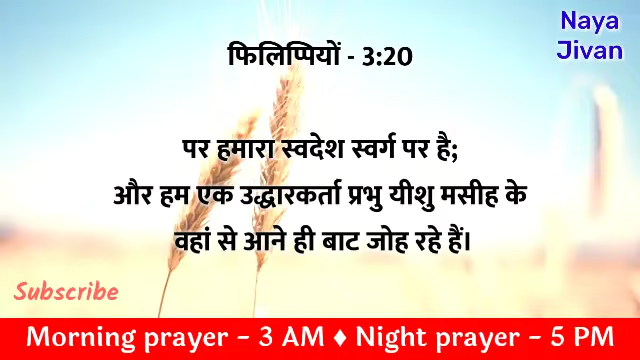 Naya
Jivan
फिलिप्पियों - 3:20
पर हमारा स्वदेश स्वर्ग पर है;
और हम एक उद्धारकर्ता प्रभु यीशु मसीह के
वहां से आने ही बाट जोह रहे हैं।
Subscribe
Morning prayer - 3 AM ♦ Night prayer - 5 PM